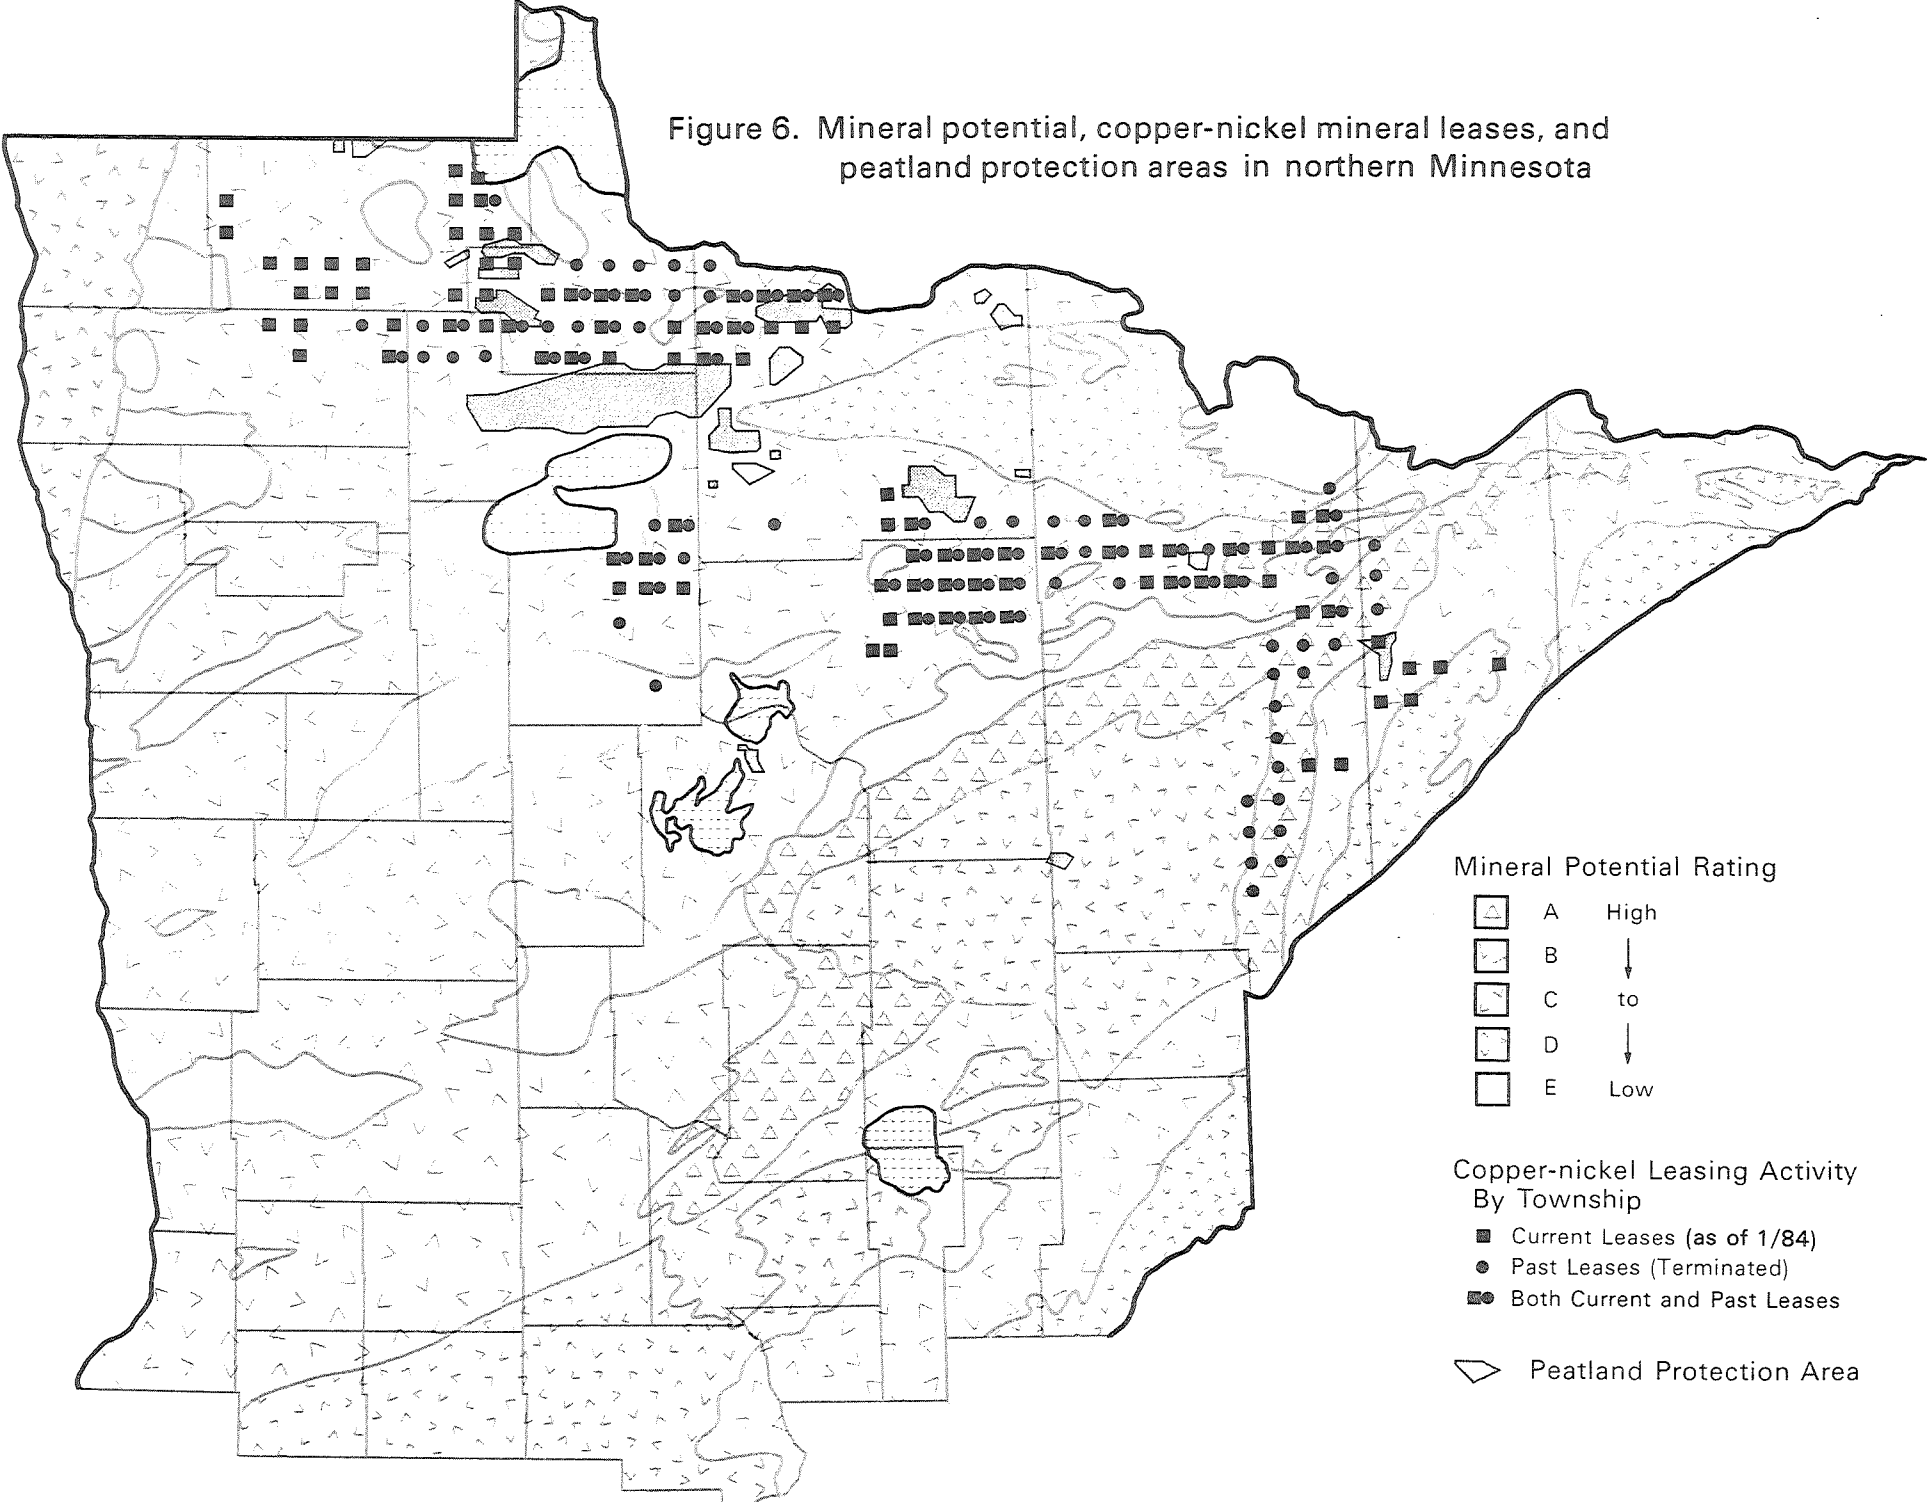 Figure 6. Mineral potential, copper-nickel mineral leases, and
peatland protection areas in northern Minnesota
Mineral Potential Rating
A High
B
C to
D
E Low
Copper-nickel Leasing Activity
By Township
Current Leases (as of 1/84)
Past Leases (Terminated)
Both Current and Past Leases
Peatland Protection Area